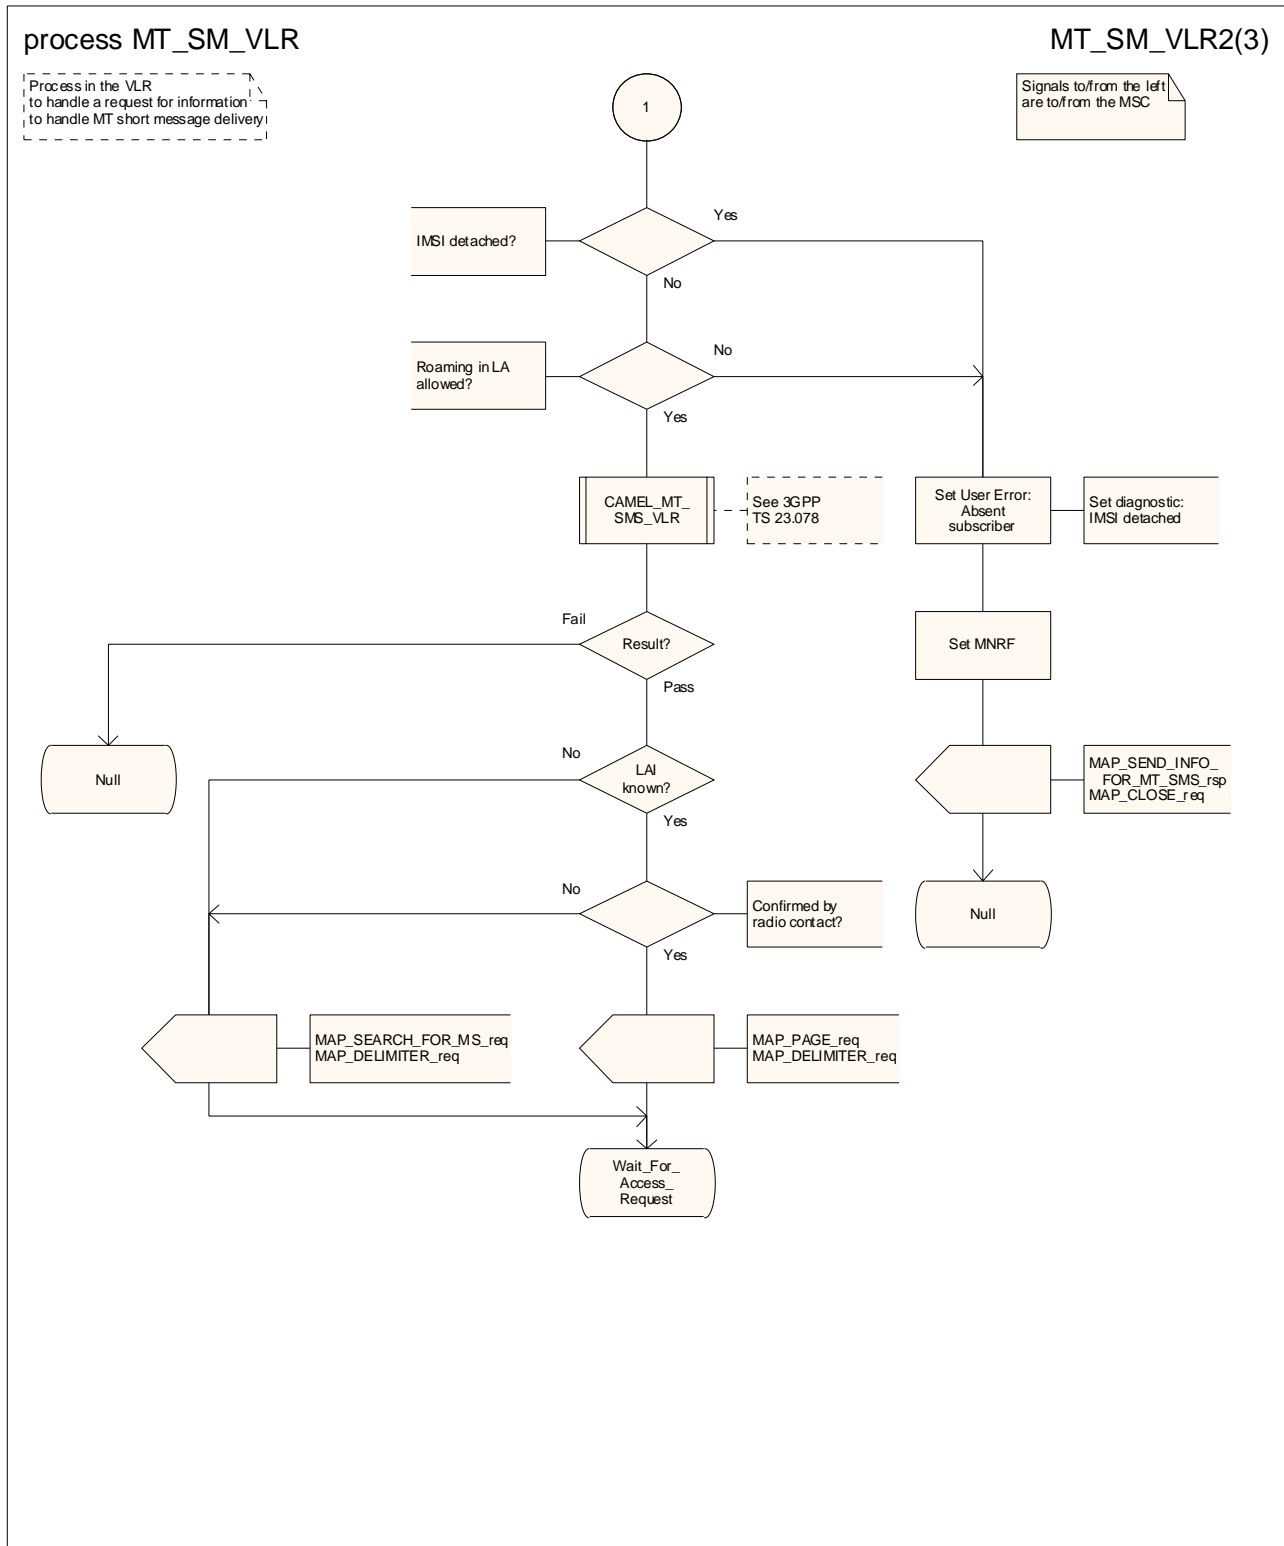 process MT_SM_VLR
MT_SM_VLR2(3)
Process in the VLR
to handle a request for information
to handle MT short message delivery
Signals to/from the left
are to/from the MSC
1
IMSI detached?
Yes
No
Roaming in LA
allowed?
No
Yes
CAMEL_MT_
SMS_VLR
See 3GPP
TS 23.078
Set User Error:
Absent
subscriber
Set diagnostic:
IMSI detached
Fail
Result?
Pass
Set MNRF
Null
No
LAI
known?
Yes
MAP_SEND_INFO_
FOR_MT_SMS_rsp
MAP_CLOSE_req
No
Confirmed by
radio contact?
Yes
Null
MAP_SEARCH_FOR_MS_req
MAP_DELIMITER_req
MAP_PAGE_req
MAP_DELIMITER_req
Wait_For_
Access_
Request